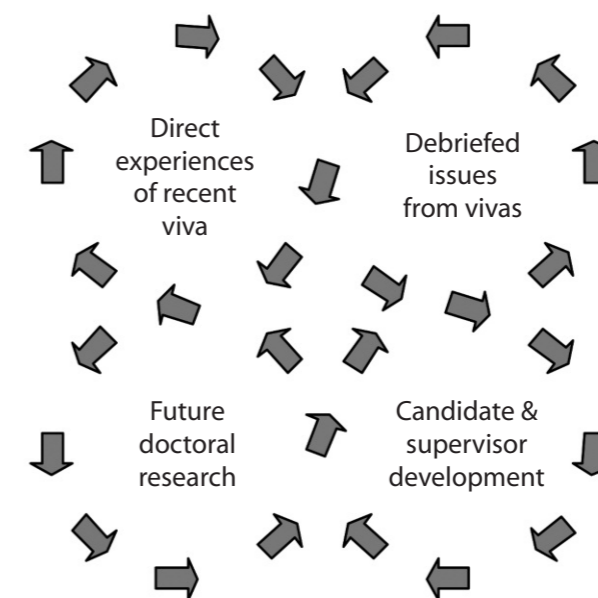 Direct
experiences
of recent
viva
Debriefed
issues
from vivas
Future
doctoral
research
Candidate &
supervisor
development